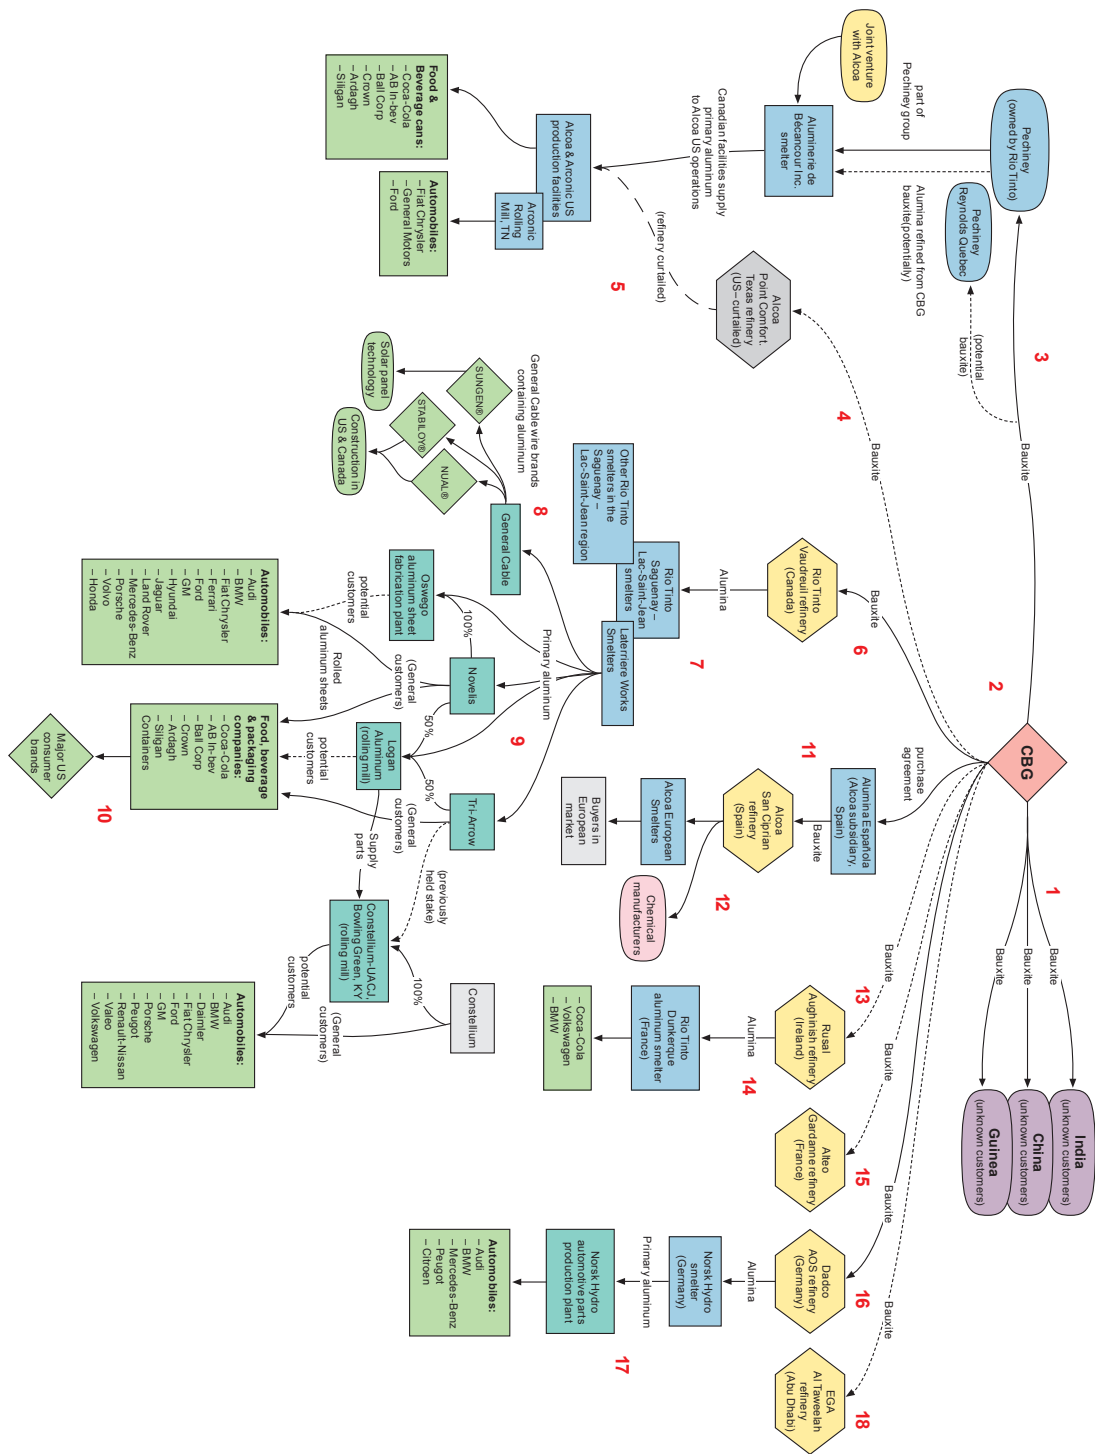 CBG
1
India
(unknown customers)
China
(unknown customers)
Guinea
(unknown customers)
Bauxite
Bauxite
Bauxite
2
3
Bauxite
Pechiney
(owned by Rio Tinto)
(potential
bauxite)
Pechiney
Reynolds Quebec
part of
Pechiney group
Alumina refined from CBG
bauxite(potentially)
Joint venture
with Alcoa
Aluminerie de
Bécancour Inc.
smelter
Canadian facilities supply
primary aluminum
to Alcoa US operations
4
Bauxite
Alcoa
Point Comfort.
Texas refinery
(US–curtailed)
5
(refinery curtailed)
Alcoa & Arconic US
production facilities
Arconic
Rolling
Mill, TN
Food &
Beverage cans:
– Coca-Cola
– AB In-bev
– Ball Corp
– Crown
– Ardagh
– Siligan
Automobiles:
– Fiat Chrysler
– General Motors
– Ford
6
Bauxite
Rio Tinto
Vaudreuil refinery
(Canada)
7
Alumina
Rio Tinto
Saguenay –
Lac-Saint-Jean
smelters
Other Rio Tinto
smelters in the
Saguenay –
Lac-Saint-Jean region
Laterriere Works
Smelters
8
General Cable
General Cable wire brands
containing aluminum
SUNGEN®
STABILOY®
NUAL®
Solar panel
technology
Construction in
US & Canada
9
Primary aluminum
Oswego
aluminum sheet
fabrication plant
100%
Novelis
50%
50%
Logan
Aluminum
(rolling mill)
Tri-Arrow
potential
customers
(General
customers)
Rolled
aluminum sheets
potential
customers
(General
customers)
Supply
parts
(previously
held stake)
Automobiles:
– Audi
– BMW
– Fiat Chrysler
– Ferrari
– Ford
– GM
– Hyundai
– Jaguar
– Land Rover
– Mercedes-Benz
– Porsche
– Volvo
– Honda
Food, beverage
& packaging
companies:
– Coca-Cola
– AB In-bev
– Ball Corp
– Crown
– Ardagh
– Siligan
Containers
10
Major US
consumer
brands
Constellium-UACJ,
Bowling Green, KY
(rolling mill)
100%
Constellium
potential
customers
(General
customers)
Automobiles:
– Audi
– BMW
– Daimler
– Fiat Chrysler
– Ford
– GM
– Porsche
– Peugot
– Renault-Nissan
– Valeo
– Volkswagen
11
purchase
agreement
Alumina Española
(Alcoa subsidiary,
Spain)
Bauxite
Alcoa
San Ciprian
refinery
(Spain)
12
Alcoa European
Smelters
Chemical
manufacturers
Buyers in
European
market
13
Bauxite
Rusal
Aughinish refinery
(Ireland)
14
Alumina
Rio Tinto
Dunkerque
aluminum smelter
(France)
– Coca-Cola
– Volkswagen
– BMW
15
Bauxite
Alteo
Gardanne refinery
(France)
16
Bauxite
Dadco
AOS refinery
(Germany)
Alumina
Norsk Hydro
smelter
(Germany)
17
Primary aluminum
Norsk Hydro
automotive parts
production plant
Automobiles:
– Audi
– BMW
– Mercedes-Benz
– Peugot
– Citroen
18
Bauxite
EGA
Al Taweelah
refinery
(Abu Dhabi)